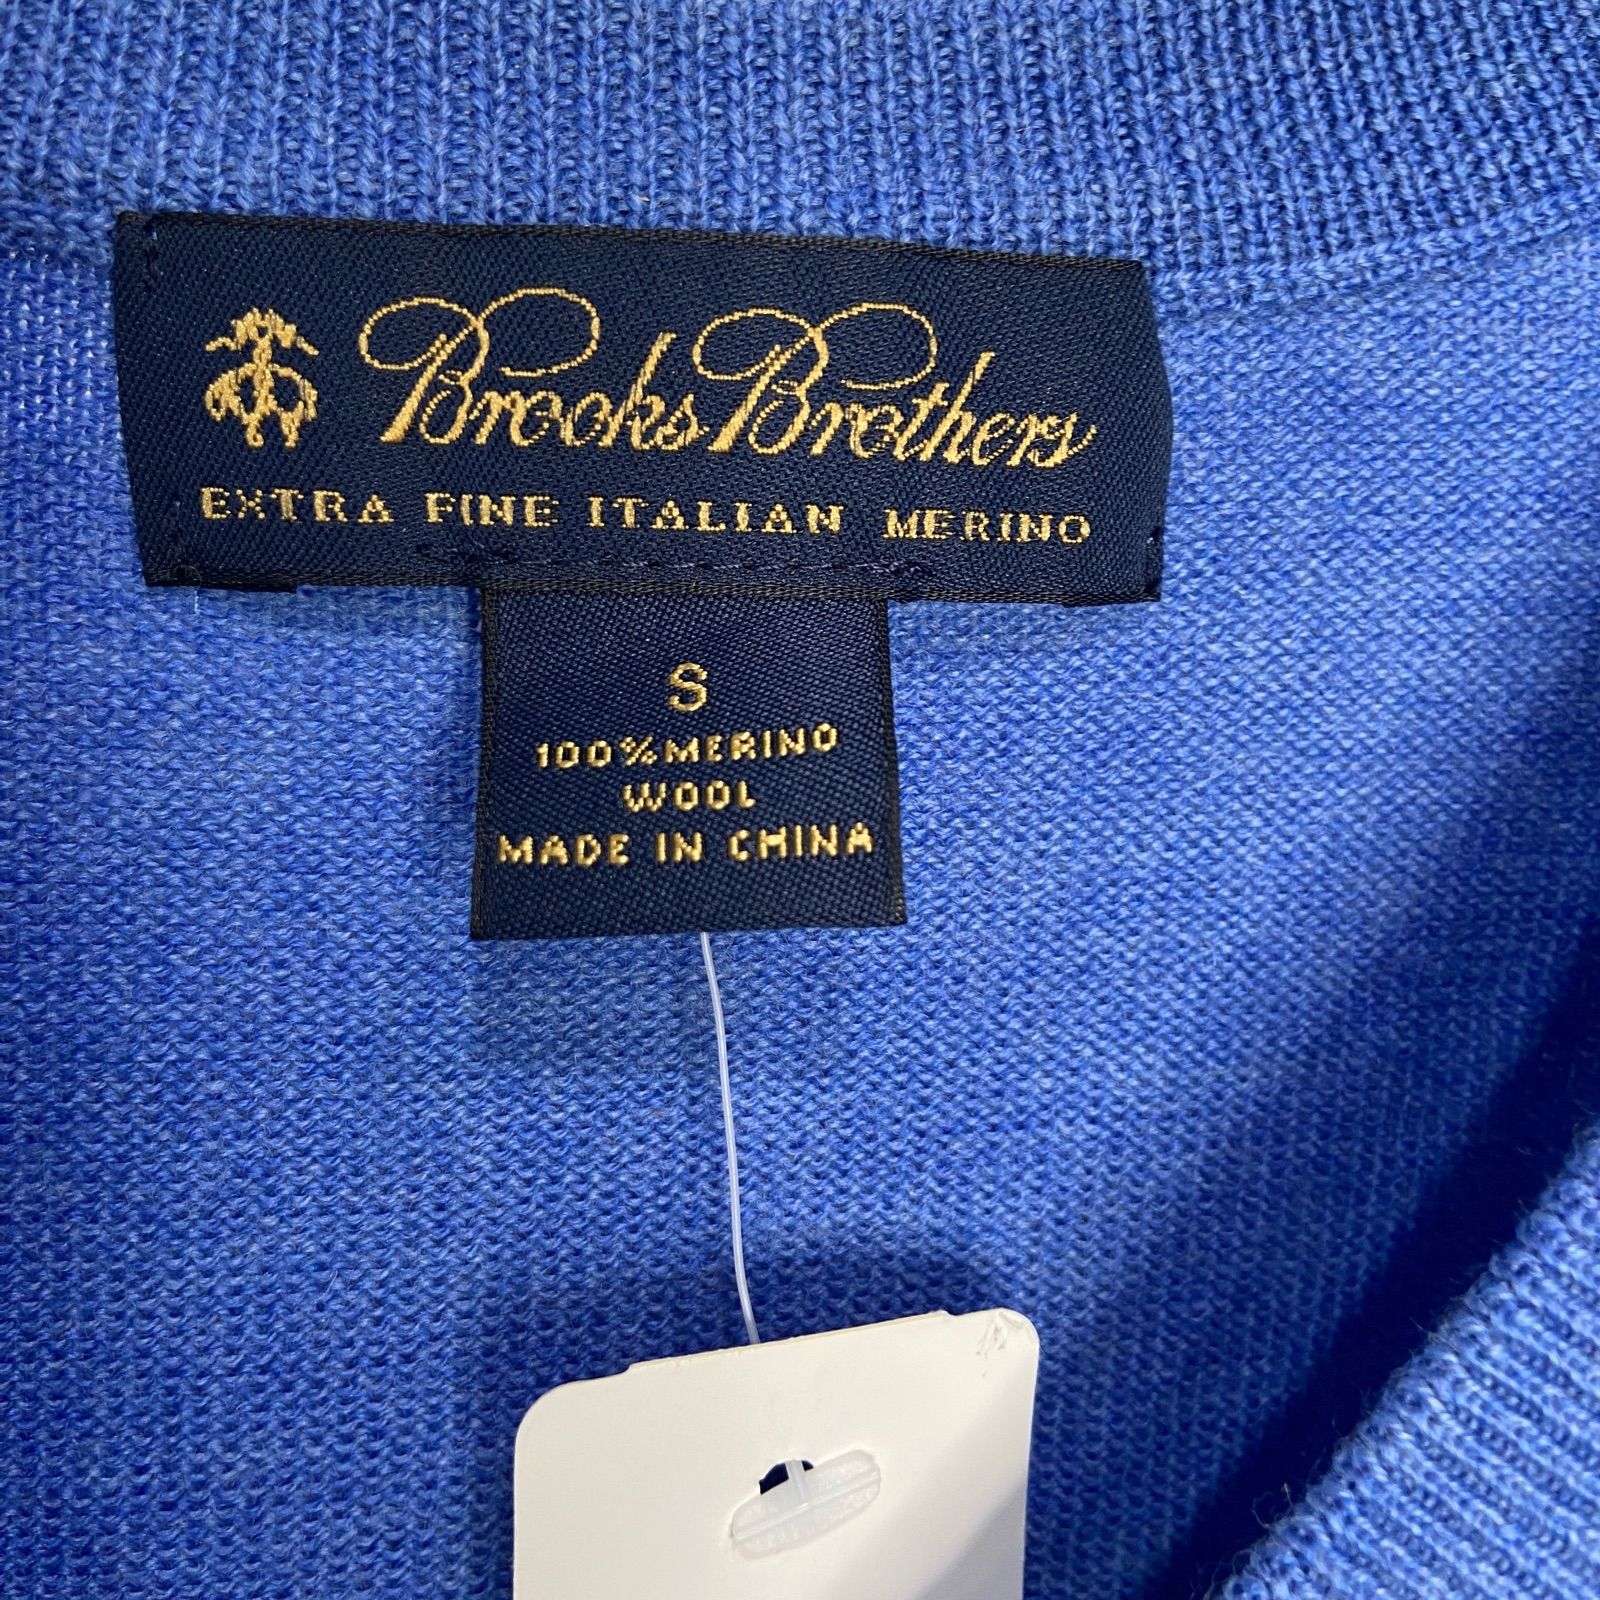 Brooks Brothers
EXTRA FINE ITALIAN MERINO
S
100% MERINO
WOOL
MADE IN CHINA